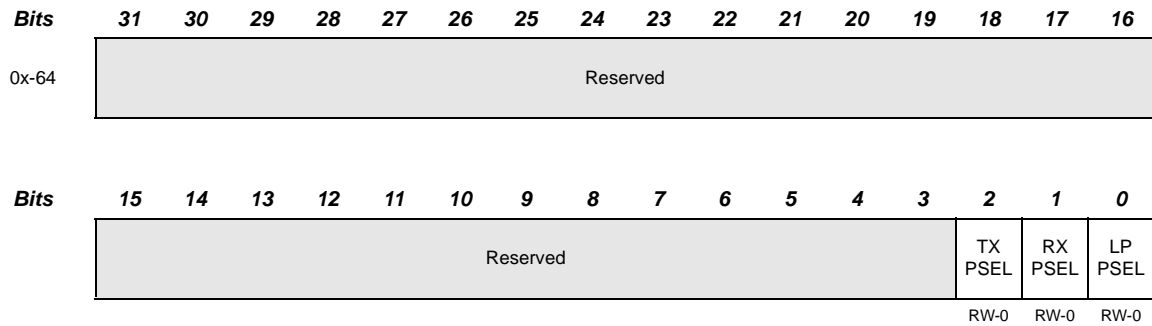 Bits 31 30 29 28 27 26 25 24 23 22 21 20 19 18 17 16
0x-64 Reserved
Bits 15 14 13 12 11 10 9 8 7 6 5 4 3 2 1 0
Reserved TX PSEL RX PSEL LP PSEL
RW-0 RW-0 RW-0